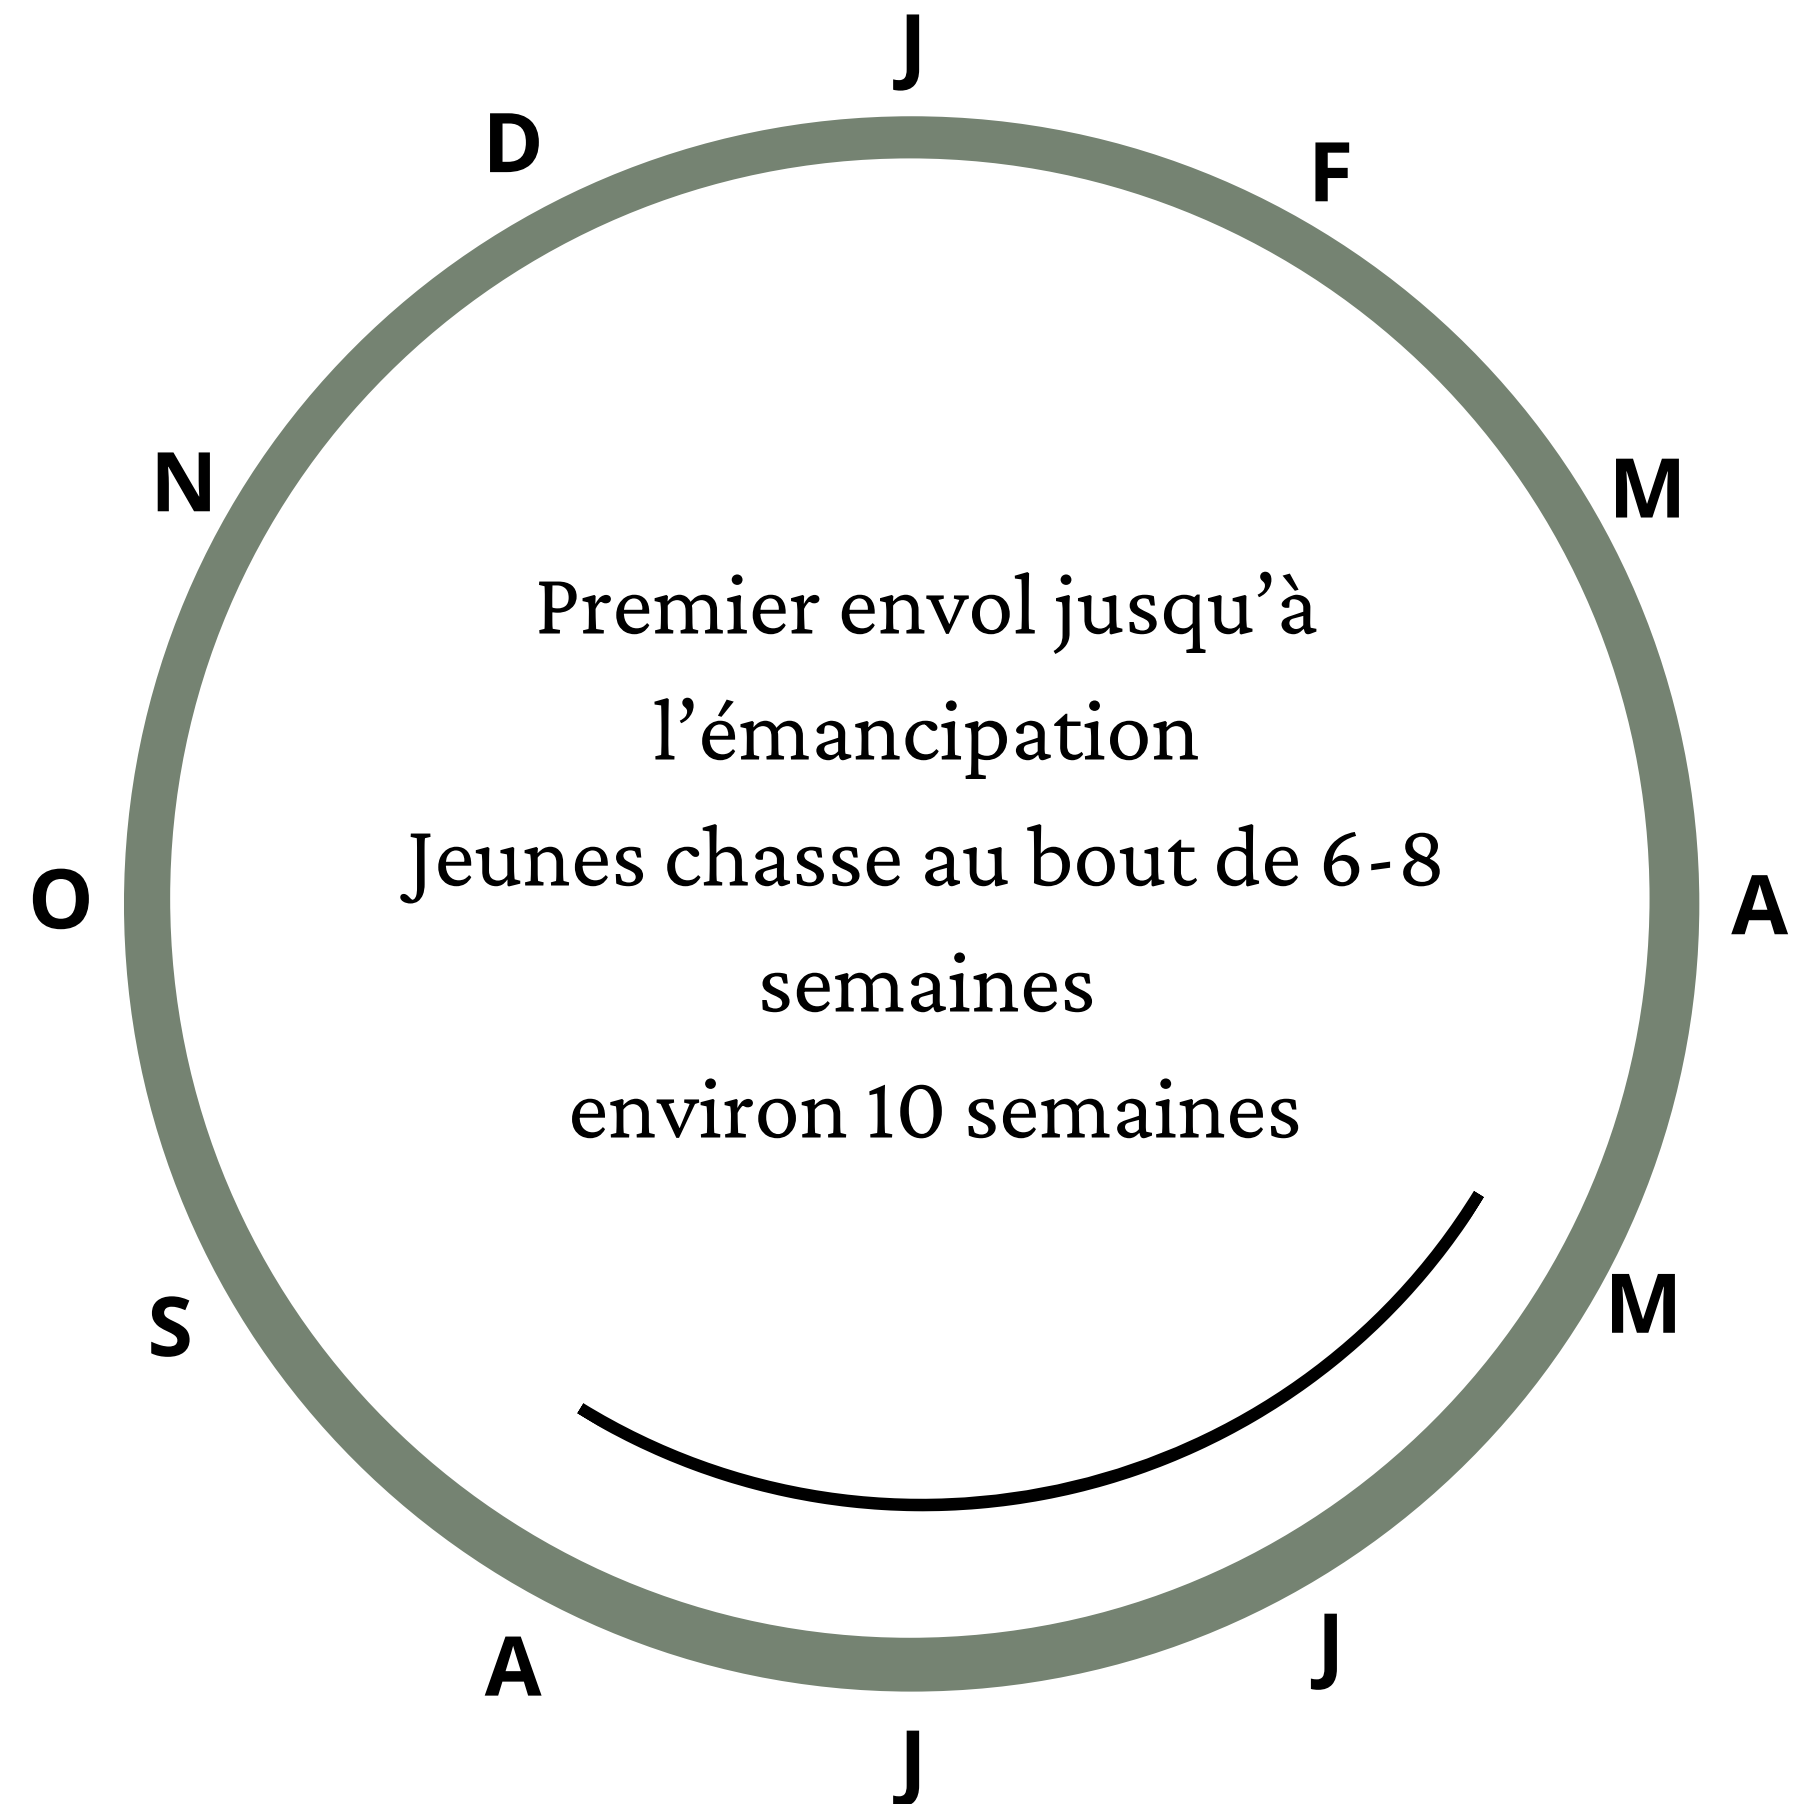 J
D
F
N
M
Premier envol jusqu’à
l’émancipation
Jeunes chasse au bout de 6-8
O
A
semaines
environ 10 semaines
S
M
A
J
J